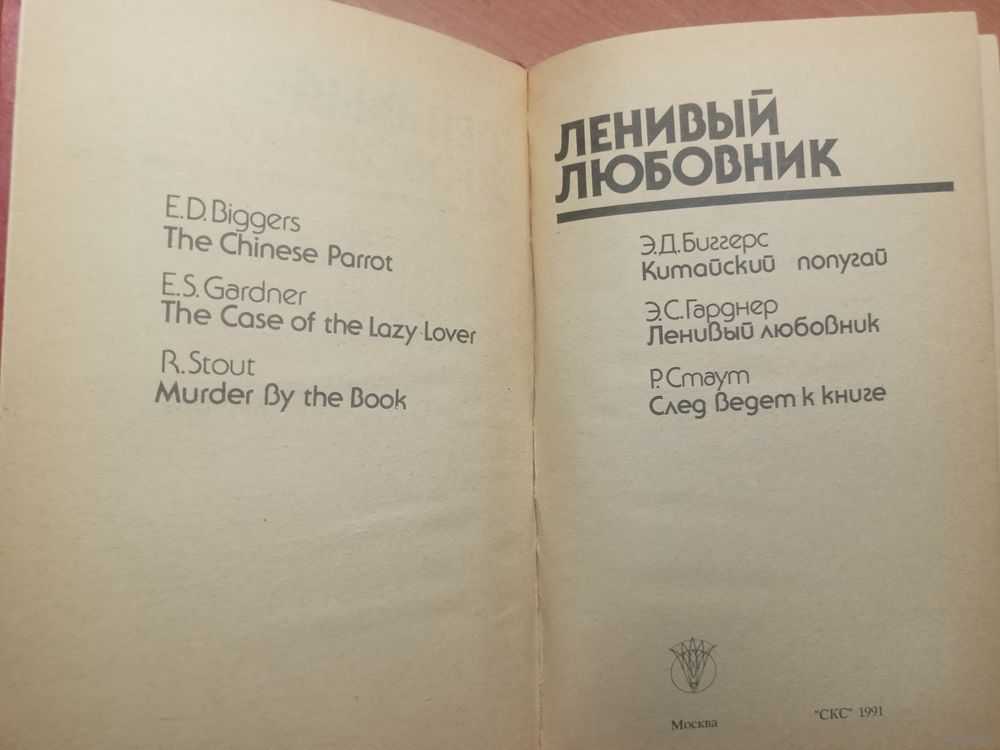 E.D. Biggers
The Chinese Parrot
E.S. Gardner
The Case of the Lazy Lover
R. Stout
Murder By the Book
ЛЕНИВЫЙ
ЛЮБОВНИК
Э.Д. Биггерс
Китайский попугай
Э.С. Гарднер
Ленивый любовник
Р. Стаут
След ведет к книге
Москва "СКС" 1991